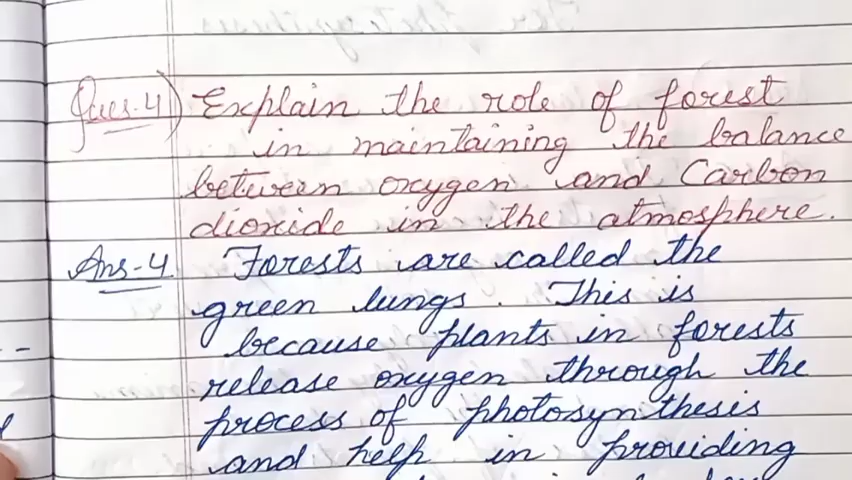 Ques.4) Explain the role of forest
in maintaining the balance
between oxygen and Carbon
dioxide in the atmosphere.
Ans-4 Forests are called the
green lungs. This is
because plants in forests
release oxygen through the
process of photosynthesis
and help in providing